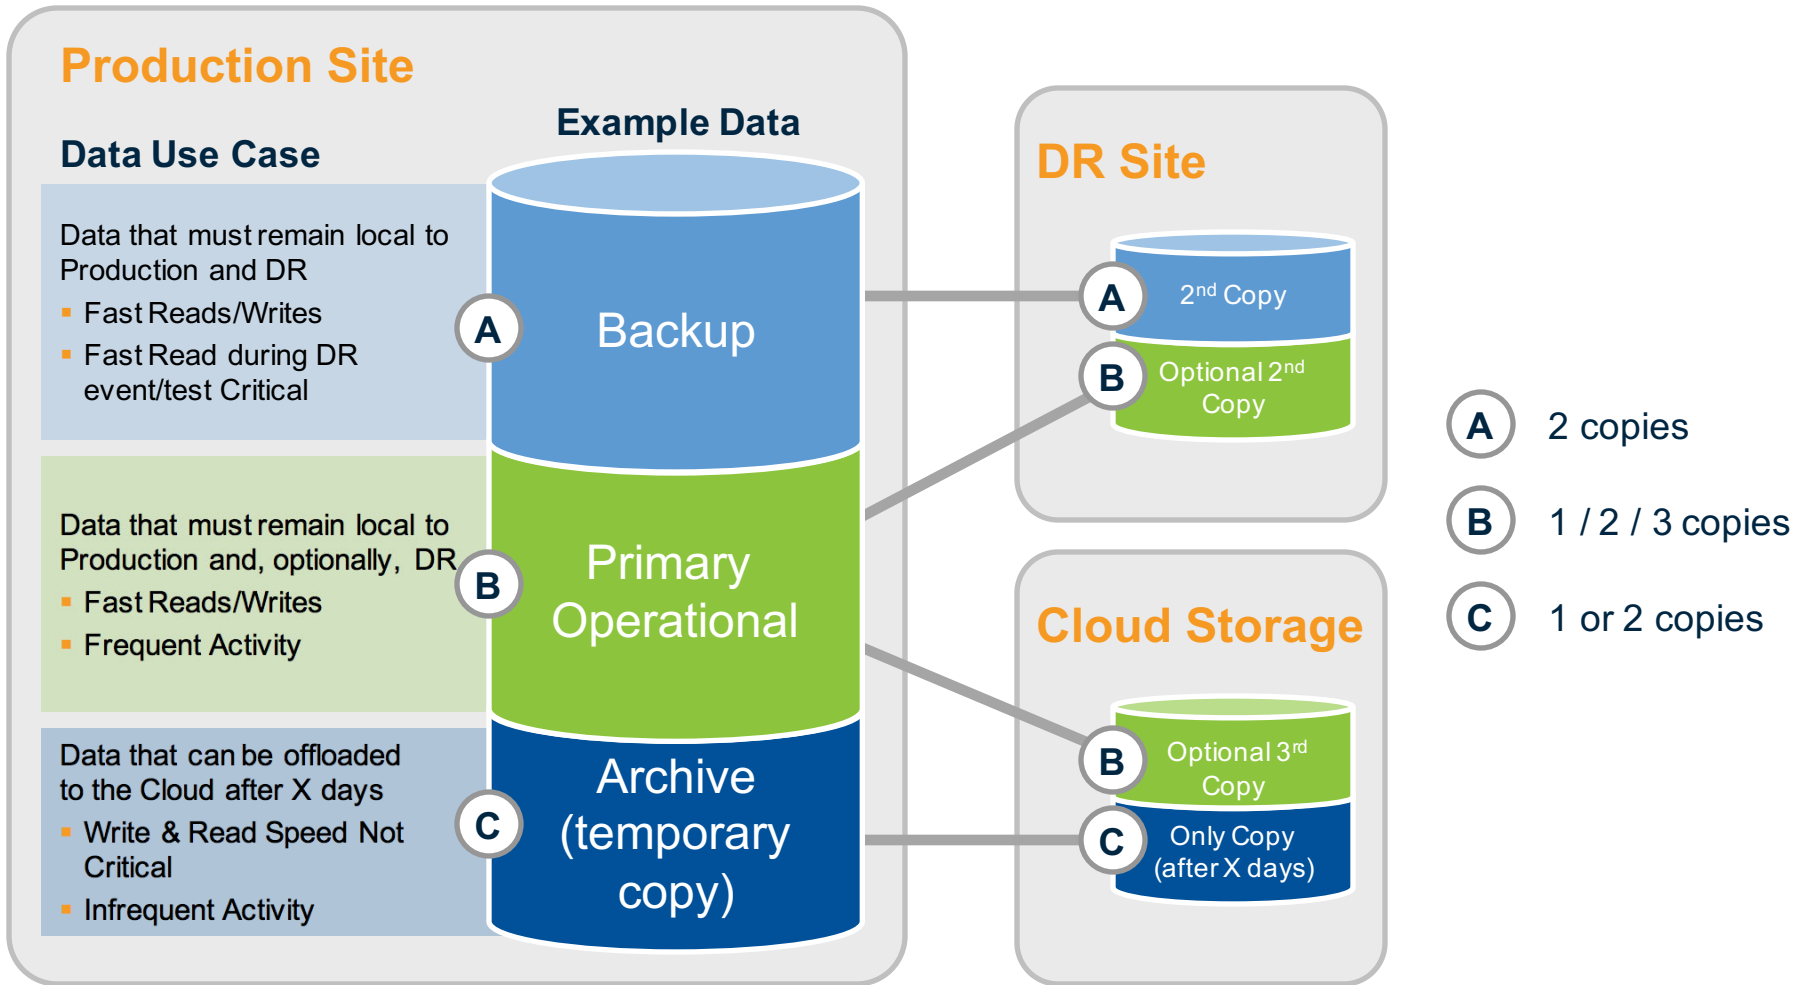 Production Site
Data Use Case
Example Data
Data that must remain local to
Production and DR
▪ Fast Reads/Writes
▪ Fast Read during DR
event/test Critical
A
Backup
Data that must remain local to
Production and, optionally, DR
▪ Fast Reads/Writes
▪ Frequent Activity
B
Primary
Operational
Data that can be offloaded
to the Cloud after X days
▪ Write & Read Speed Not
Critical
▪ Infrequent Activity
C
Archive
(temporary
copy)
DR Site
A
2nd Copy
B
Optional 2nd
Copy
Cloud Storage
B
Optional 3rd
Copy
C
Only Copy
(after X days)
A 2 copies
B 1 / 2 / 3 copies
C 1 or 2 copies